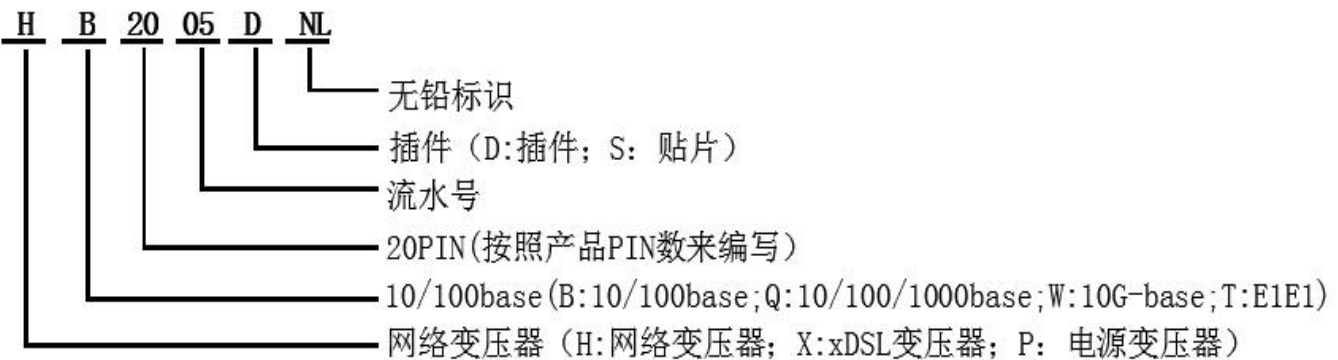 H B 20 05 D NL
无铅标识
插件（D:插件；S：贴片）
流水号
20PIN(按照产品PIN数来编写）
10/100base(B:10/100base;Q:10/100/1000base;W:10G-base;T:E1E1)
网络变压器（H:网络变压器；X:xDSL变压器；P：电源变压器）